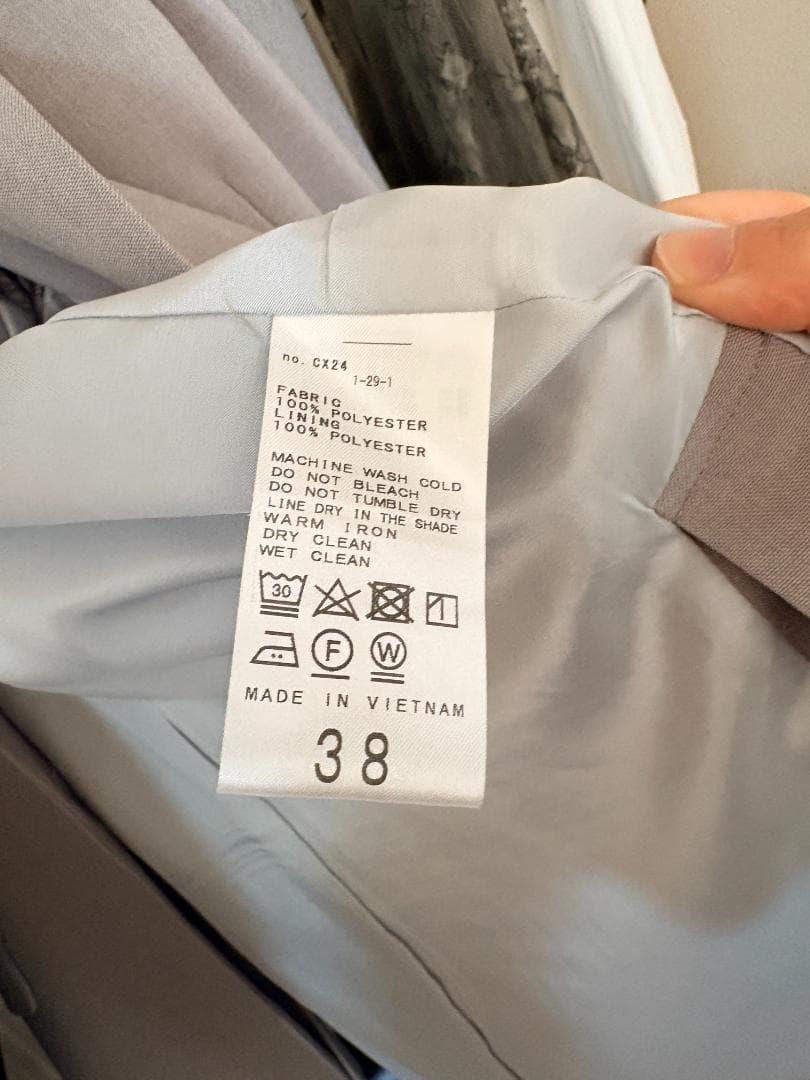 no. CX24
1-29-1
FABRIC
100% POLYESTER
LINING
100% POLYESTER
MACHINE WASH COLD
DO NOT BLEACH
DO NOT TUMBLE DRY
LINE DRY IN THE SHADE
WARM IRON
DRY CLEAN
WET CLEAN
30
F W
MADE IN VIETNAM
38